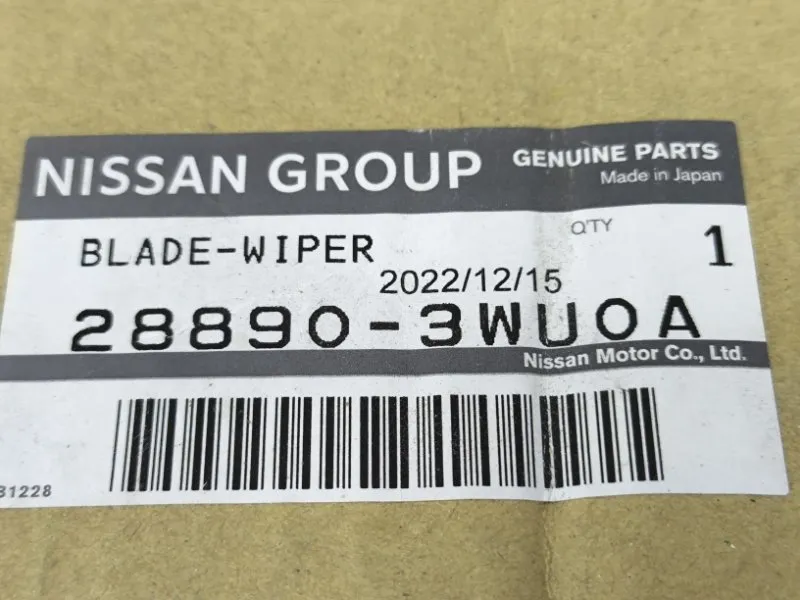 NISSAN GROUP
GENUINE PARTS
Made in Japan
BLADE-WIPER
Q'TY
1
2022/12/15
28890-3WU0A
Nissan Motor Co., Ltd.
31228